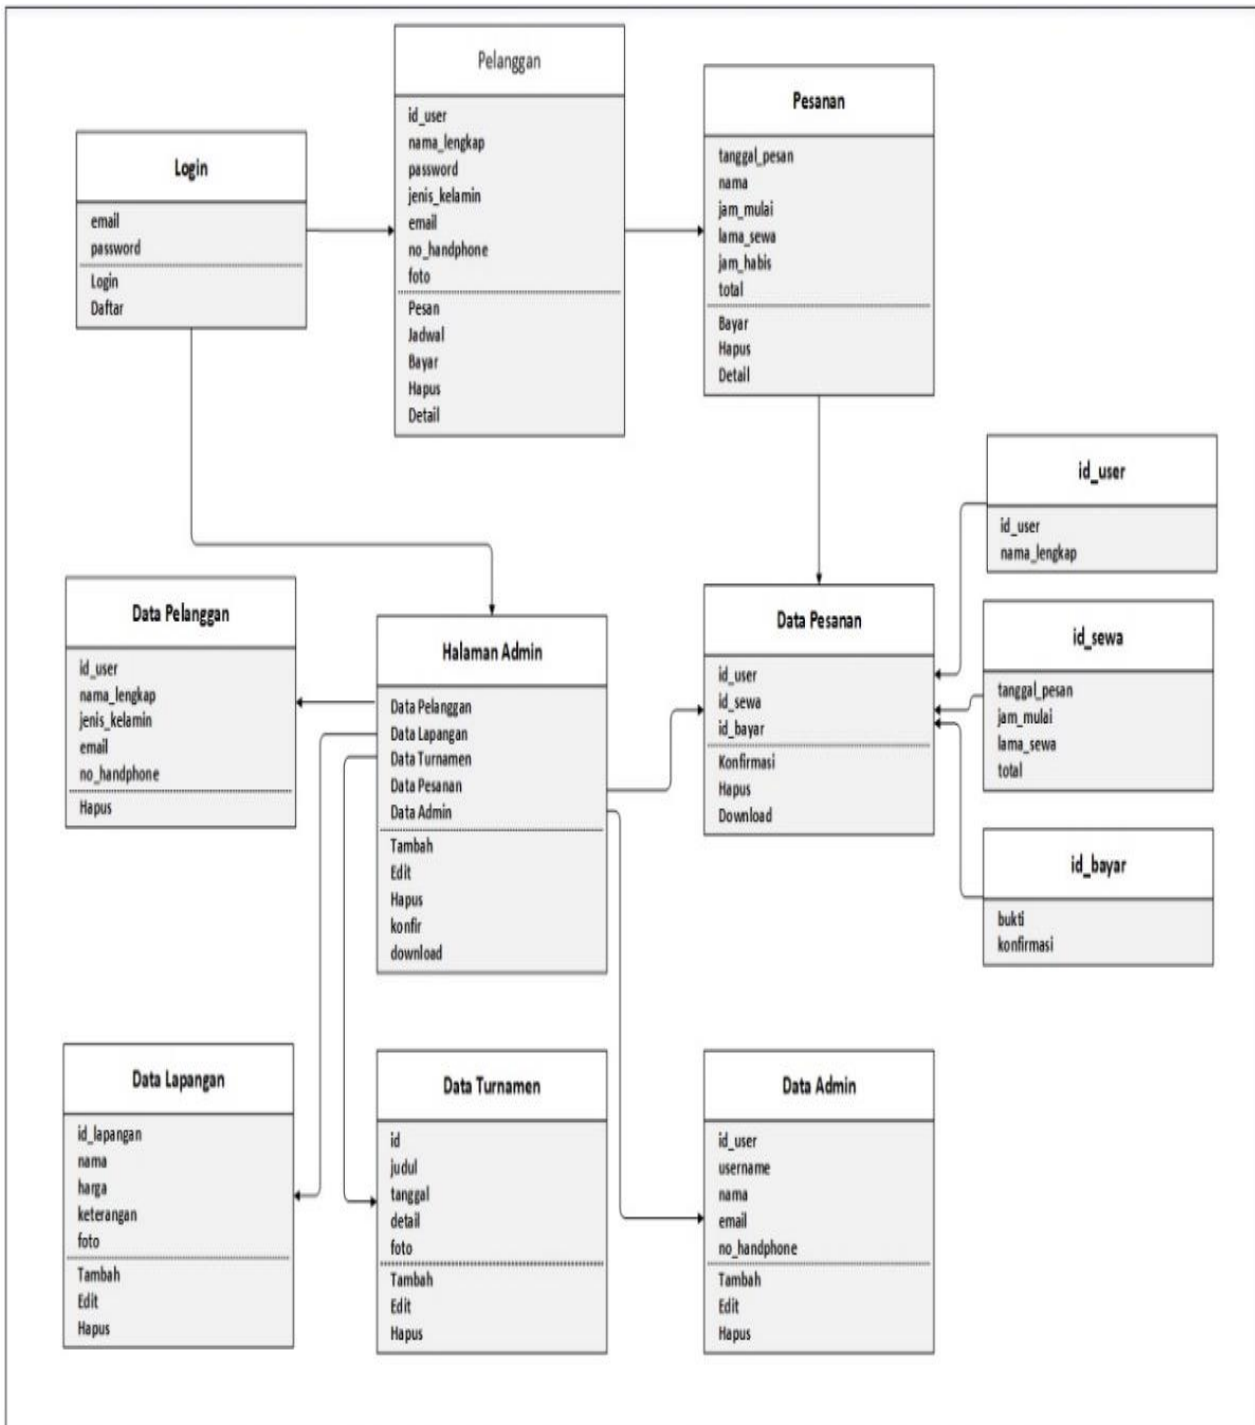 Pelanggan
id_user
nama_lengkap
password
jenis_kelamin
email
no_handphone
foto
Pesan
Jadwal
Bayar
Hapus
Detail
Pesanan
tanggal_pesan
nama
jam_mulai
lama_sewa
jam_habis
total
Bayar
Hapus
Detail
Login
email
password
Login
Daftar
id_user
id_user
nama_lengkap
Data Pelanggan
id_user
nama_lengkap
jenis_kelamin
email
no_handphone
Hapus
Halaman Admin
Data Pelanggan
Data Lapangan
Data Turnamen
Data Pesanan
Data Admin
Tambah
Edit
Hapus
konfir
download
Data Pesanan
id_user
id_sewa
id_bayar
Konfirmasi
Hapus
Download
id_sewa
tanggal_pesan
jam_mulai
lama_sewa
total
id_bayar
bukti
konfirmasi
Data Lapangan
id_lapangan
nama
harga
keterangan
foto
Tambah
Edit
Hapus
Data Turnamen
id
judul
tanggal
detail
foto
Tambah
Edit
Hapus
Data Admin
id_user
username
nama
email
no_handphone
Tambah
Edit
Hapus